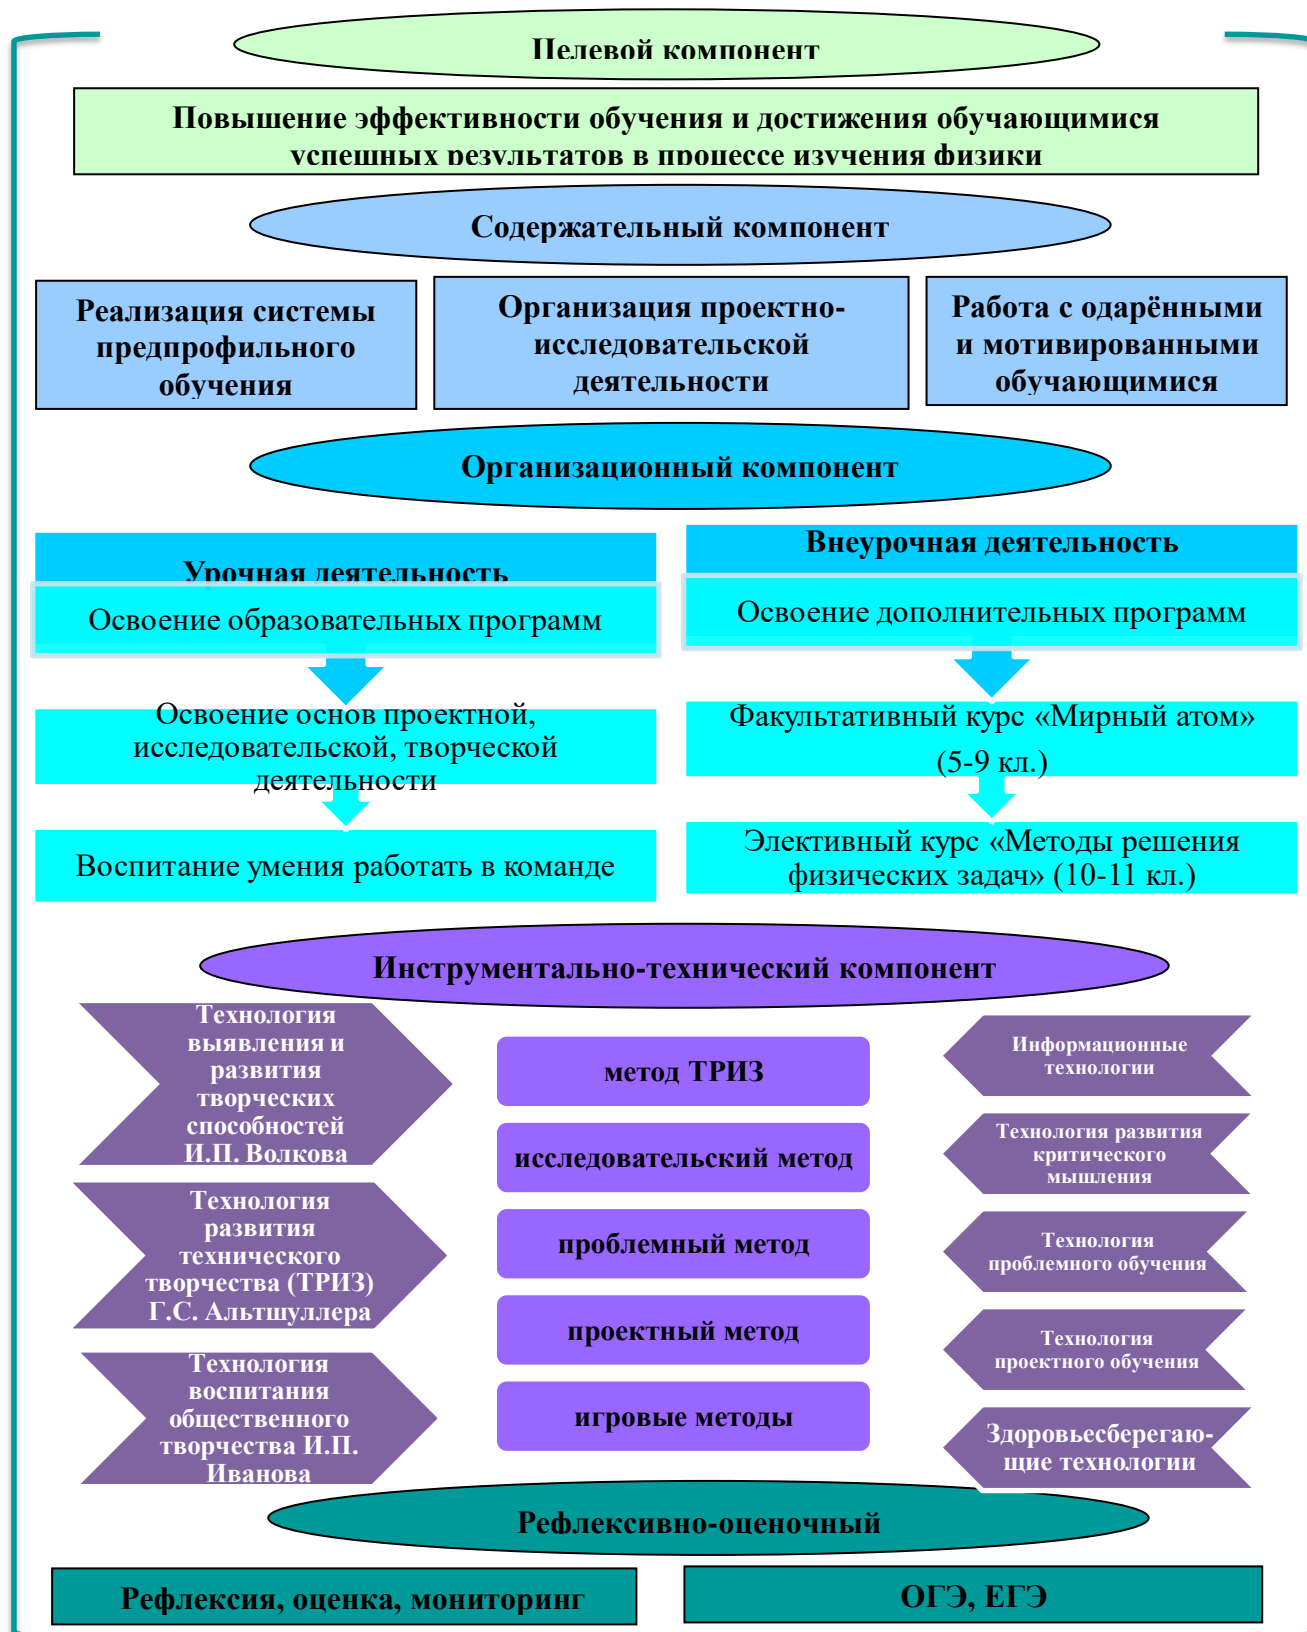 Целевой компонент
Повышение эффективности обучения и достижения обучающимися
успешных результатов в процессе изучения физики
Содержательный компонент
Реализация системы
предпрофильного
обучения
Организация проектно-
исследовательской
деятельности
Работа с одарёнными
и мотивированными
обучающимися
Организационный компонент
Урочная деятельность
Освоение образовательных программ
Освоение основ проектной,
исследовательской, творческой
деятельности
Воспитание умения работать в команде
Внеурочная деятельность
Освоение дополнительных программ
Факультативный курс «Мирный атом»
(5-9 кл.)
Элективный курс «Методы решения
физических задач» (10-11 кл.)
Инструментально-технический компонент
Технология
выявления и
развития
творческих
способностей
И.П. Волкова
Технология
развития
технического
творчества (ТРИЗ)
Г.С. Альтшуллера
Технология
воспитания
общественного
творчества И.П.
Иванова
метод ТРИЗ
исследовательский метод
проблемный метод
проектный метод
игровые методы
Информационные
технологии
Технология развития
критического
мышления
Технология
проблемного обучения
Технология
проектного обучения
Здоровьесберегаю-
щие технологии
Рефлексивно-оценочный
Рефлексия, оценка, мониторинг
ОГЭ, ЕГЭ